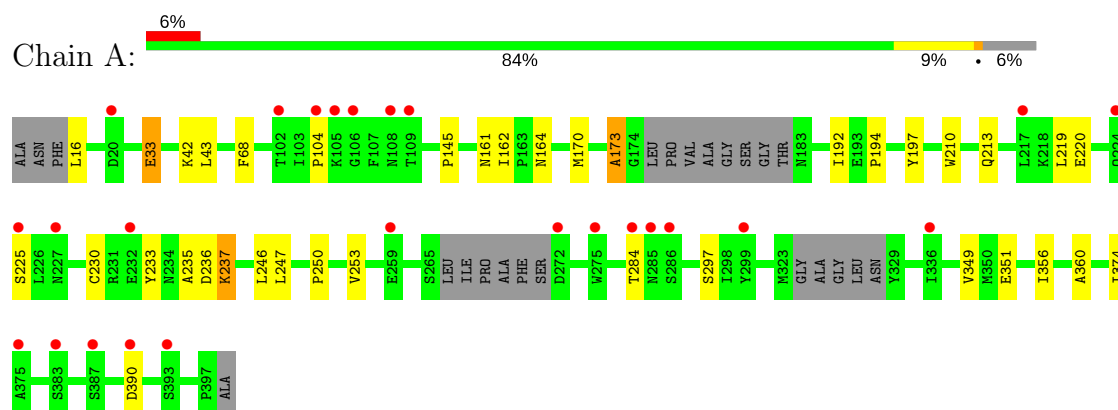 6%
Chain A:
84% 9% • 6%
ALA ASN PHE L16 D20 E33 K42 L43 F68 T102 I103 P104 K105 G106 F107 N108 T109 P145 N161 I162 P163 N164 M170 A173 G174 LEU PRO VAL ALA GLY SER GLY THR N183 I192 E193 P194 Y197 W210 Q213 L217 K218 L219 E220
S225 L226 N227 C230 R231 E232 Y233 N234 A235 D236 K237 L246 L247 P250 V253 E259 S265 LEU ILE PRO ALA PHE SER D272 W275 T284 N285 S286 S297 I298 Y299 M323 GLY ALA GLY LEU ASN Y329 I336 V349 M350 E351 I356 A360
A375 S383 S387 D390 S393 P397 ALA